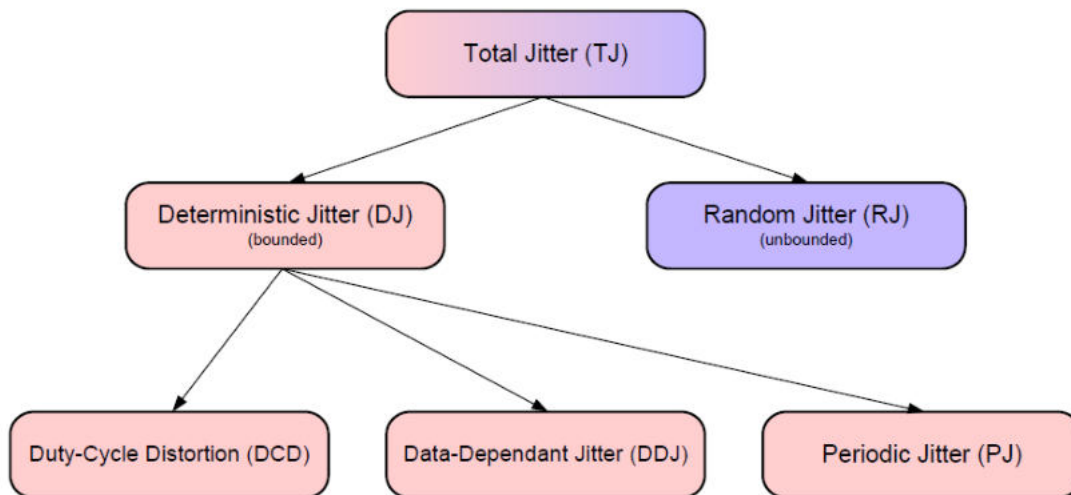 Total Jitter (TJ)
Deterministic Jitter (DJ)
(bounded)
Random Jitter (RJ)
(unbounded)
Duty-Cycle Distortion (DCD)
Data-Dependant Jitter (DDJ)
Periodic Jitter (PJ)